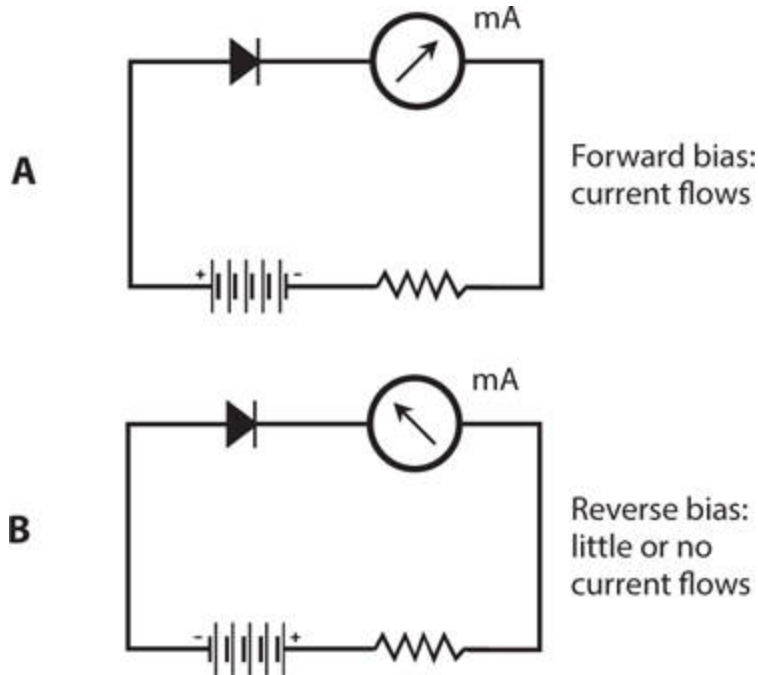 mA
A
Forward bias:
current flows
+ -
mA
B
Reverse bias:
little or no
current flows
- +